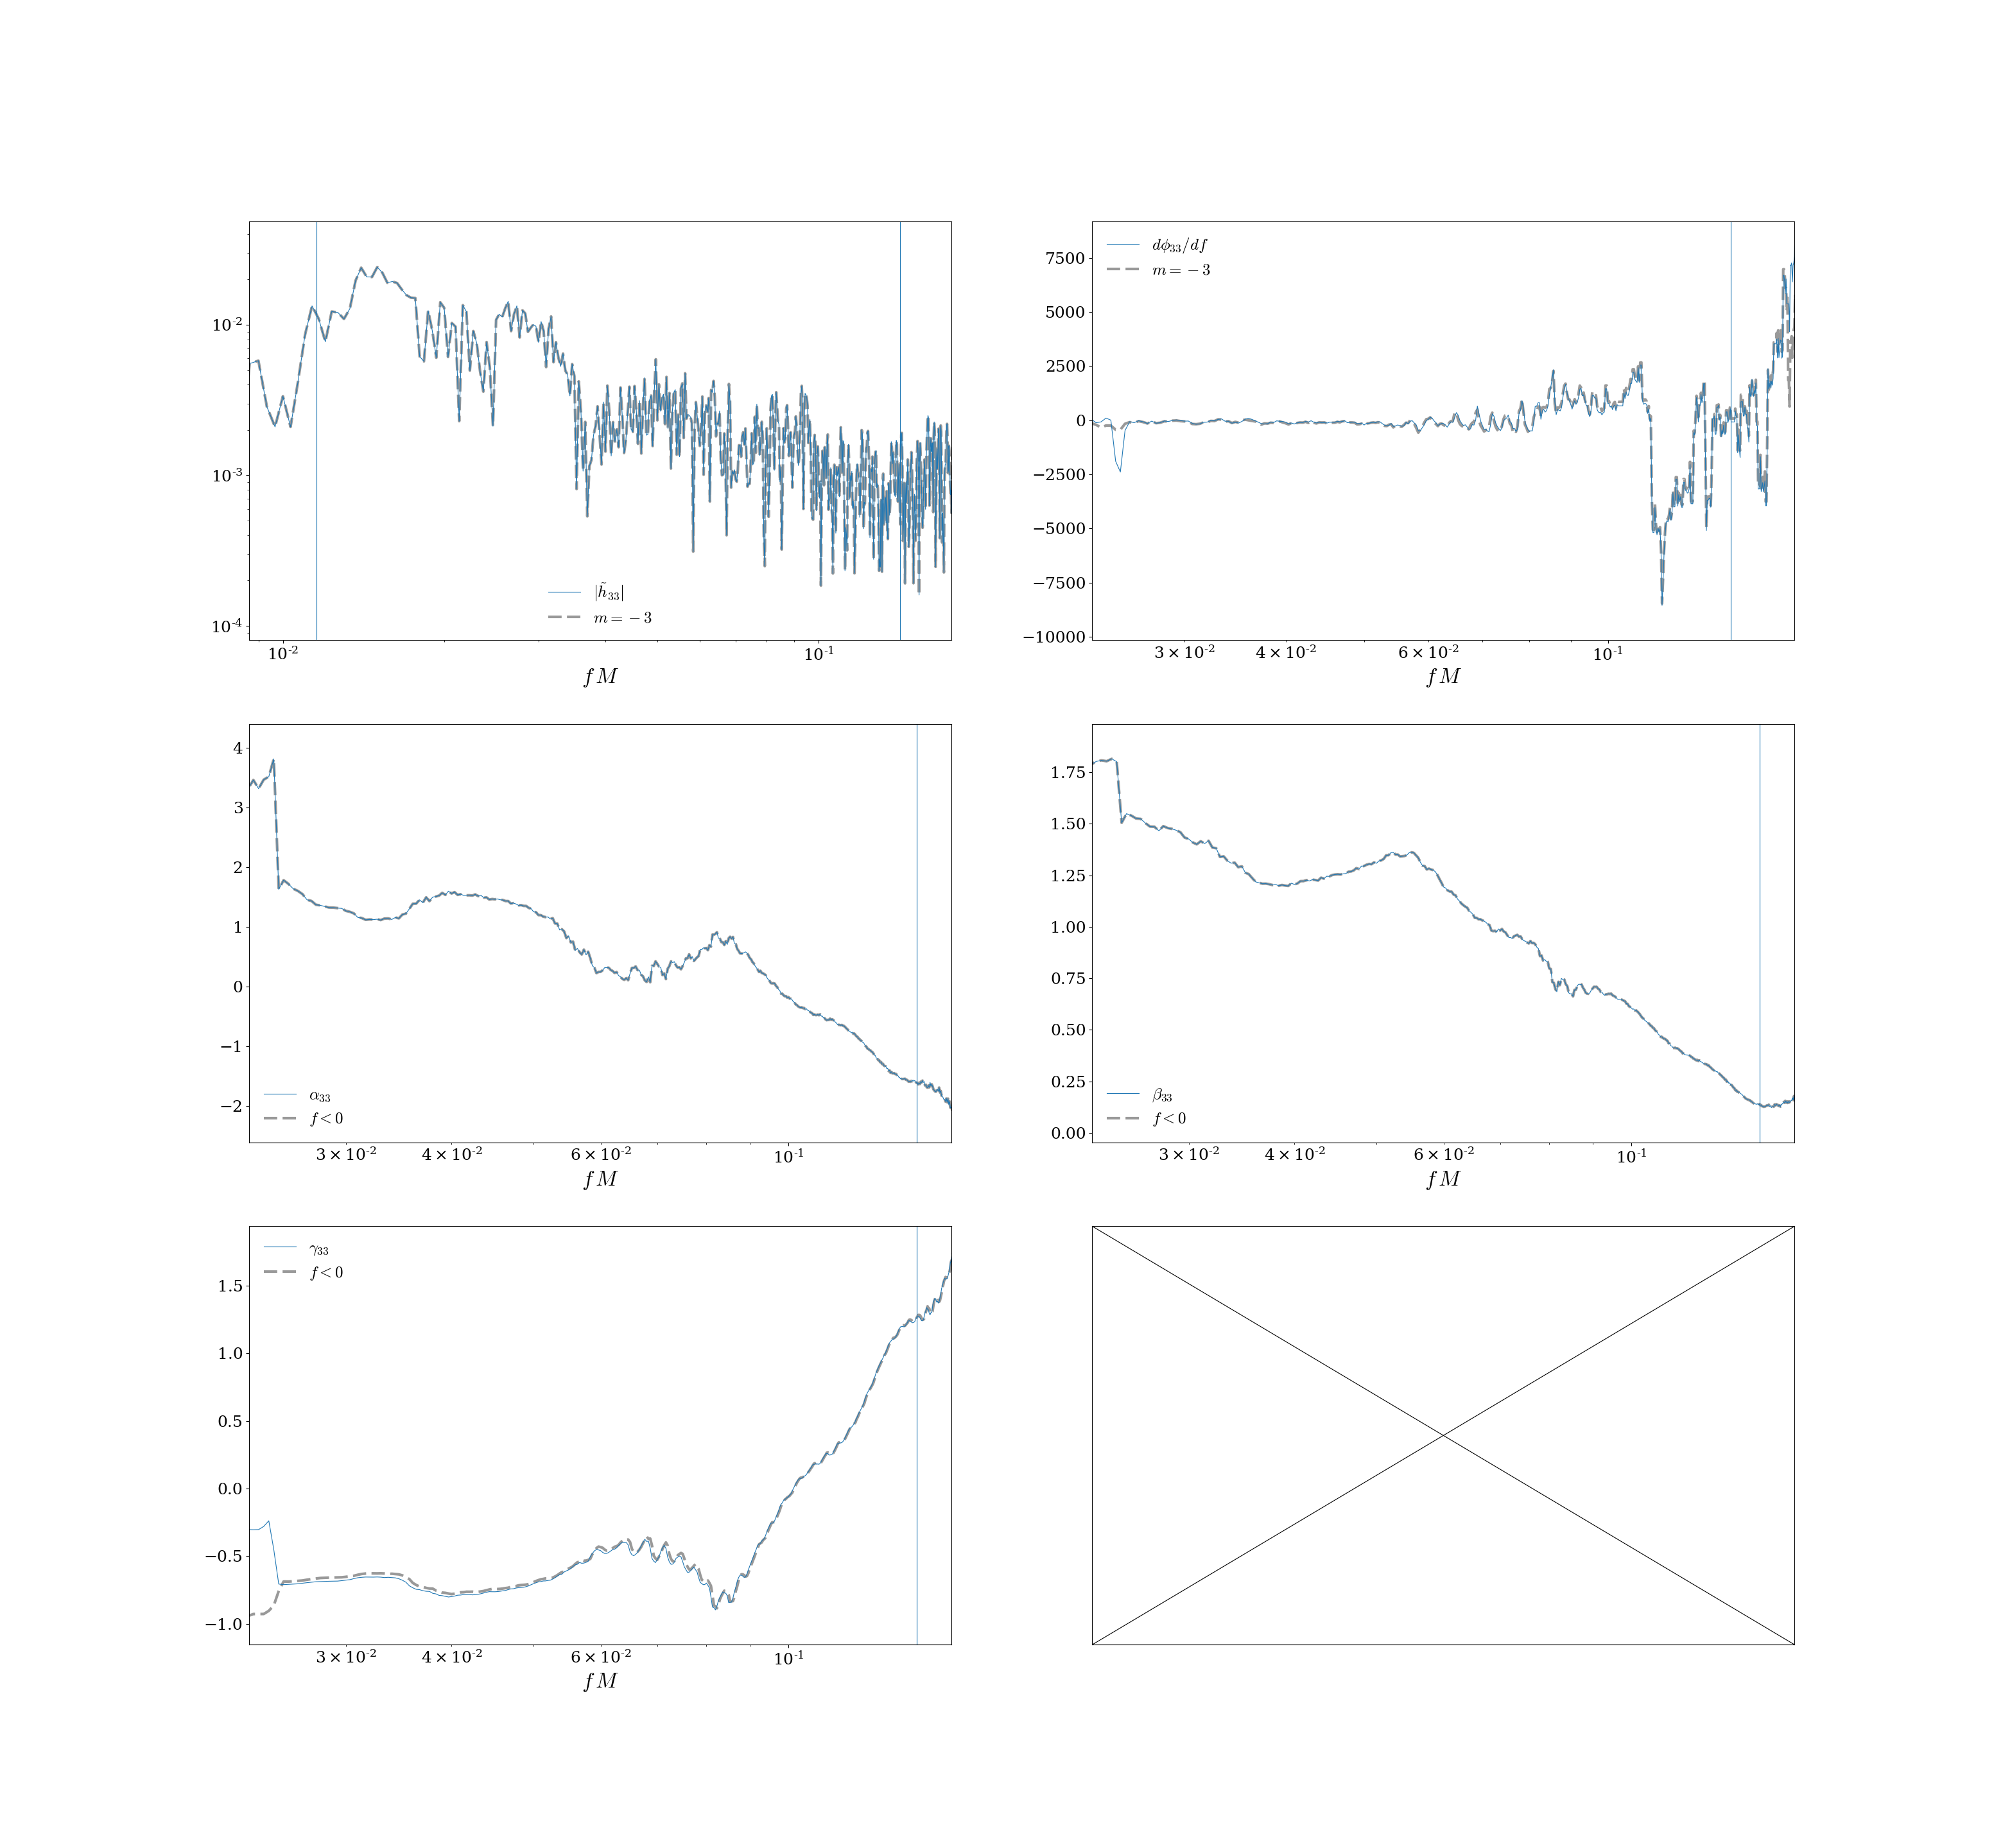 10⁻²
10⁻³
10⁻⁴
|h̃₃₃|
m = −3
10⁻² 10⁻¹
f M
7500
5000
2500
0
−2500
−5000
−7500
−10000
dϕ₃₃/df
m = −3
3 × 10⁻² 4 × 10⁻² 6 × 10⁻² 10⁻¹
f M
4
3
2
1
0
−1
−2
α₃₃
f < 0
3 × 10⁻² 4 × 10⁻² 6 × 10⁻² 10⁻¹
f M
1.75
1.50
1.25
1.00
0.75
0.50
0.25
0.00
β₃₃
f < 0
3 × 10⁻² 4 × 10⁻² 6 × 10⁻² 10⁻¹
f M
γ₃₃
f < 0
1.5
1.0
0.5
0.0
−0.5
−1.0
3 × 10⁻² 4 × 10⁻² 6 × 10⁻² 10⁻¹
f M